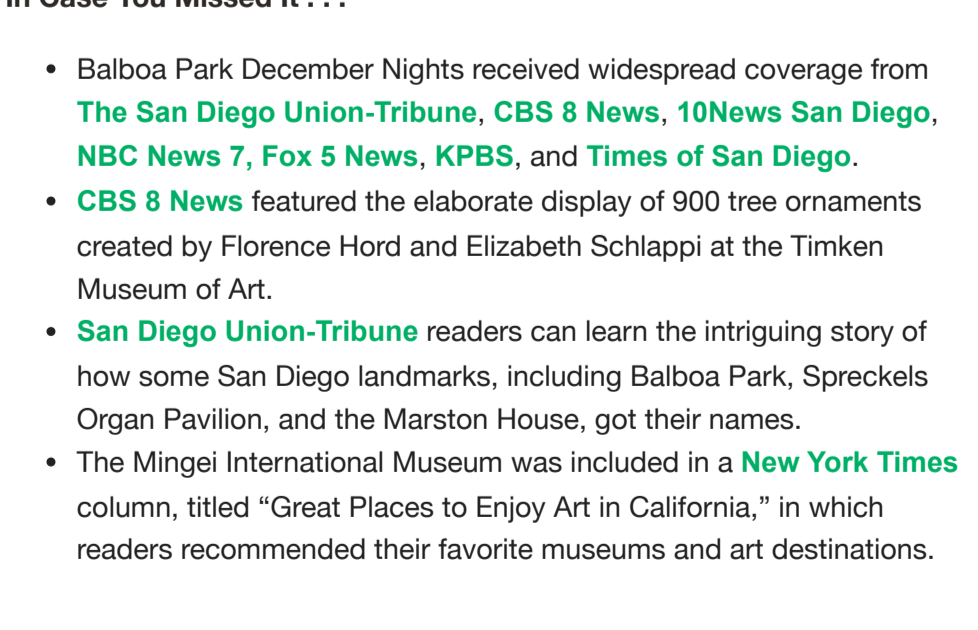 In Case You Missed It . . .
• Balboa Park December Nights received widespread coverage from
The San Diego Union-Tribune, CBS 8 News, 10News San Diego,
NBC News 7, Fox 5 News, KPBS, and Times of San Diego.
• CBS 8 News featured the elaborate display of 900 tree ornaments
created by Florence Hord and Elizabeth Schlappi at the Timken
Museum of Art.
• San Diego Union-Tribune readers can learn the intriguing story of
how some San Diego landmarks, including Balboa Park, Spreckels
Organ Pavilion, and the Marston House, got their names.
• The Mingei International Museum was included in a New York Times
column, titled “Great Places to Enjoy Art in California,” in which
readers recommended their favorite museums and art destinations.